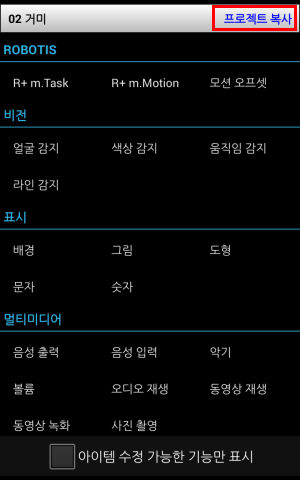 02 거미 프로젝트 복사
ROBOTIS
R+ m.Task R+ m.Motion 모션 오프셋
비전
얼굴 감지 색상 감지 움직임 감지
라인 감지
표시
배경 그림 도형
문자 숫자
멀티미디어
음성 출력 음성 입력 악기
볼륨 오디오 재생 동영상 재생
동영상 녹화 사진 촬영
아이템 수정 가능한 기능만 표시